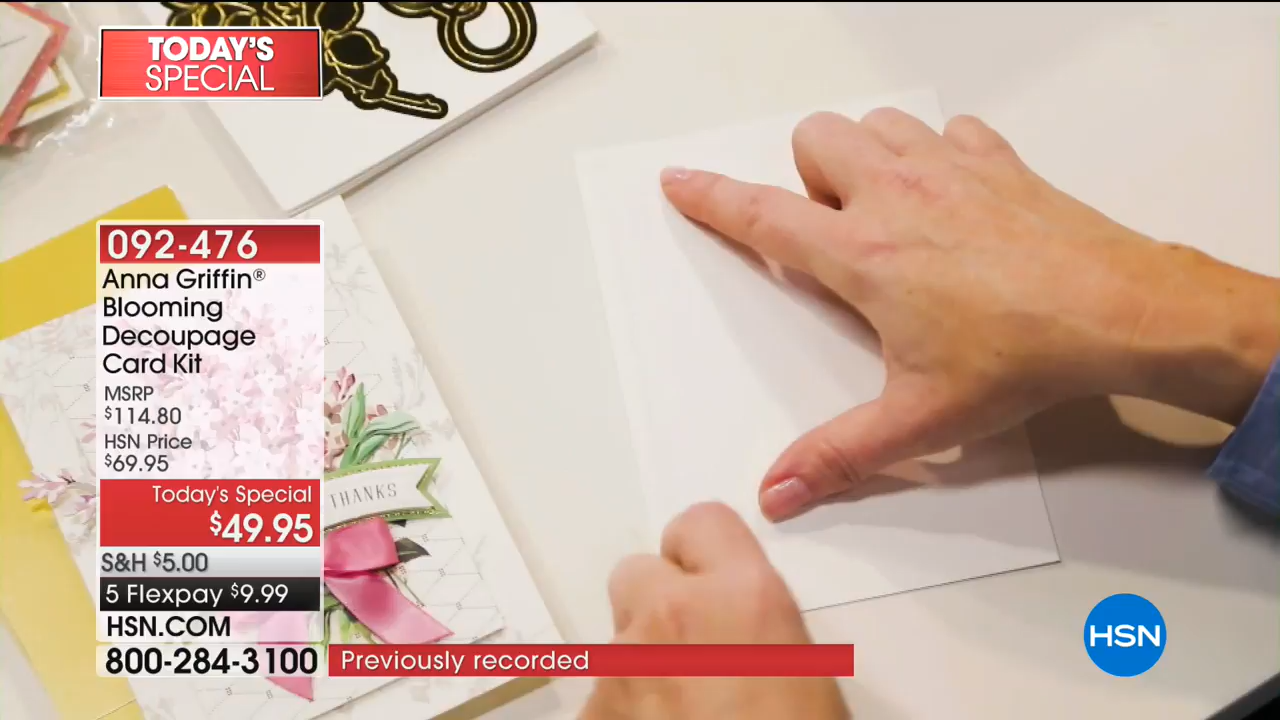 TODAY'S
SPECIAL
092-476
Anna Griffin®
Blooming
Decoupage
Card Kit
MSRP
$114.80
HSN Price
$69.95
Today's Special
$49.95
S&H $5.00
5 Flexpay $9.99
HSN.COM
800-284-3100
Previously recorded
THANKS
HSN